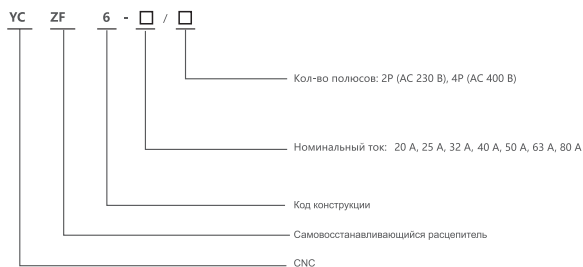 YC ZF 6 - □ / □
Кол-во полюсов: 2P (AC 230 В), 4P (AC 400 В)
Номинальный ток: 20 А, 25 А, 32 А, 40 А, 50 А, 63 А, 80 А
Код конструкции
Самовосстанавливающийся расцепитель
CNC